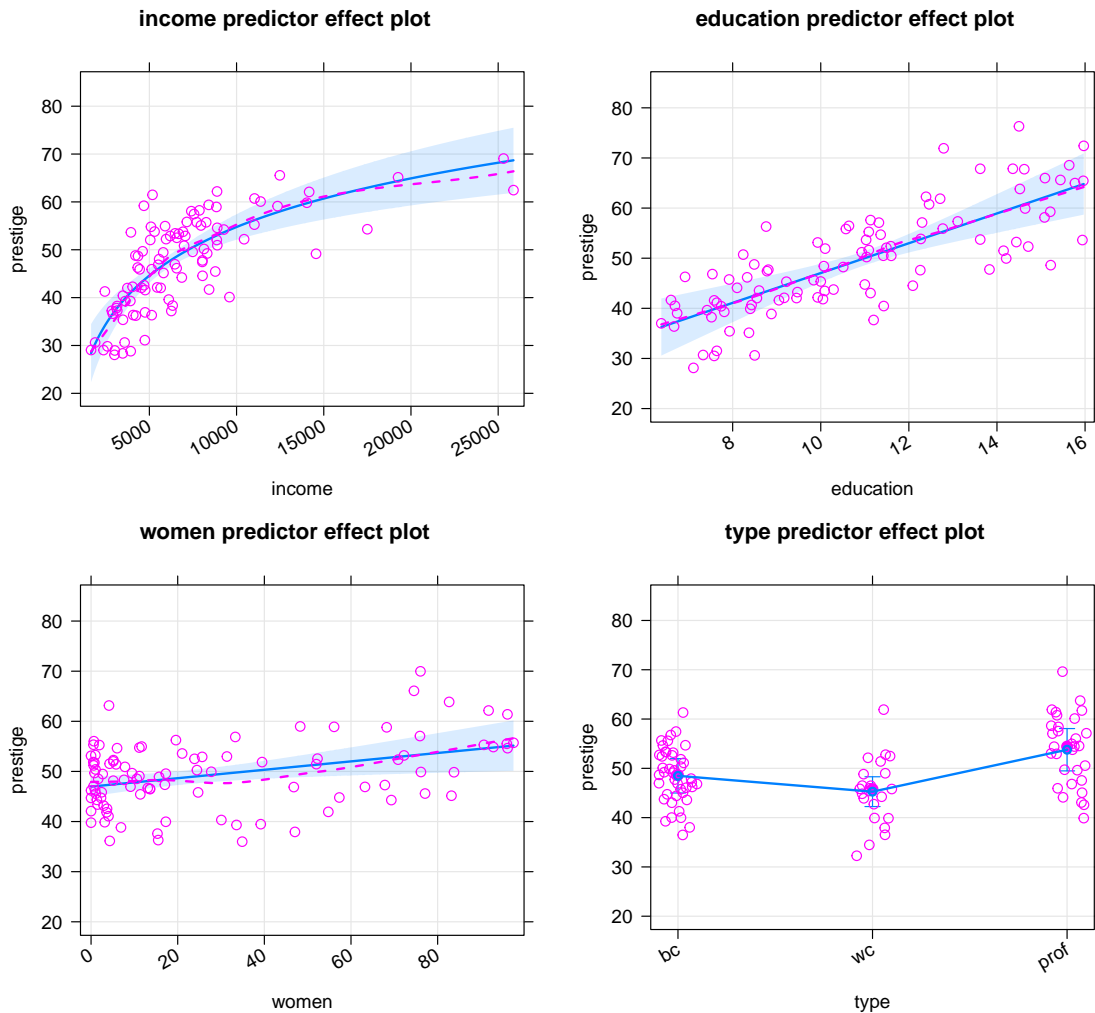 income predictor effect plot
prestige
80
70
60
50
40
30
20
5000
10000
15000
20000
25000
income
education predictor effect plot
prestige
80
70
60
50
40
30
20
8
10
12
14
16
education
women predictor effect plot
prestige
80
70
60
50
40
30
20
0
20
40
60
80
women
type predictor effect plot
prestige
80
70
60
50
40
30
20
bc
wc
prof
type